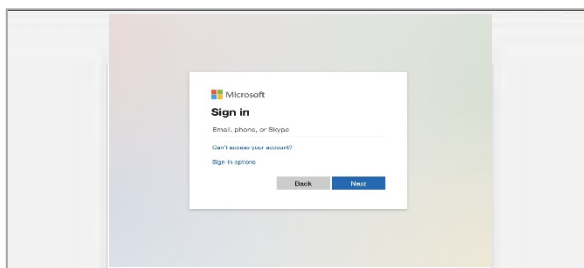 Microsoft
Sign in
Email, phone, or Skype
Can't access your account?
Sign-in options
Back Next